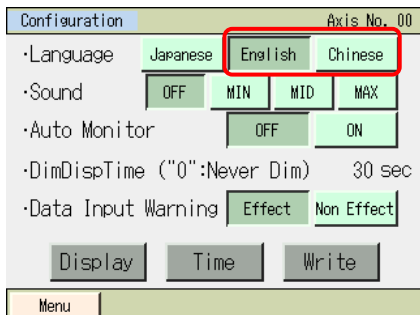 Configuration Axis No. 00
·Language Japanese English Chinese
·Sound OFF MIN MID MAX
·Auto Monitor OFF ON
·DimDispTime ("0":Never Dim) 30 sec
·Data Input Warning Effect Non Effect
Display Time Write
Menu